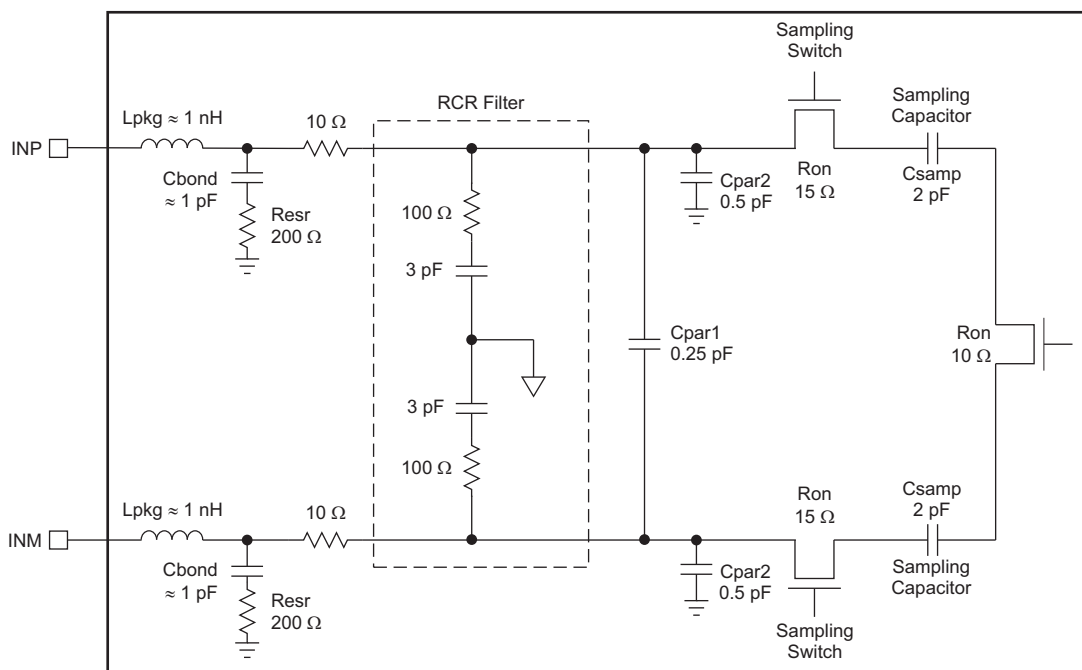 Sampling
Switch
Lpkg ≈ 1 nH
10 Ω
RCR Filter
Sampling
Capacitor
INP
Cbond
≈ 1 pF
Resr
200 Ω
100 Ω
3 pF
Cpar2
0.5 pF
Ron
15 Ω
Csamp
2 pF
Cpar1
0.25 pF
Ron
10 Ω
3 pF
100 Ω
Lpkg ≈ 1 nH
10 Ω
Ron
15 Ω
Csamp
2 pF
INM
Cbond
≈ 1 pF
Resr
200 Ω
Cpar2
0.5 pF
Sampling
Capacitor
Sampling
Switch